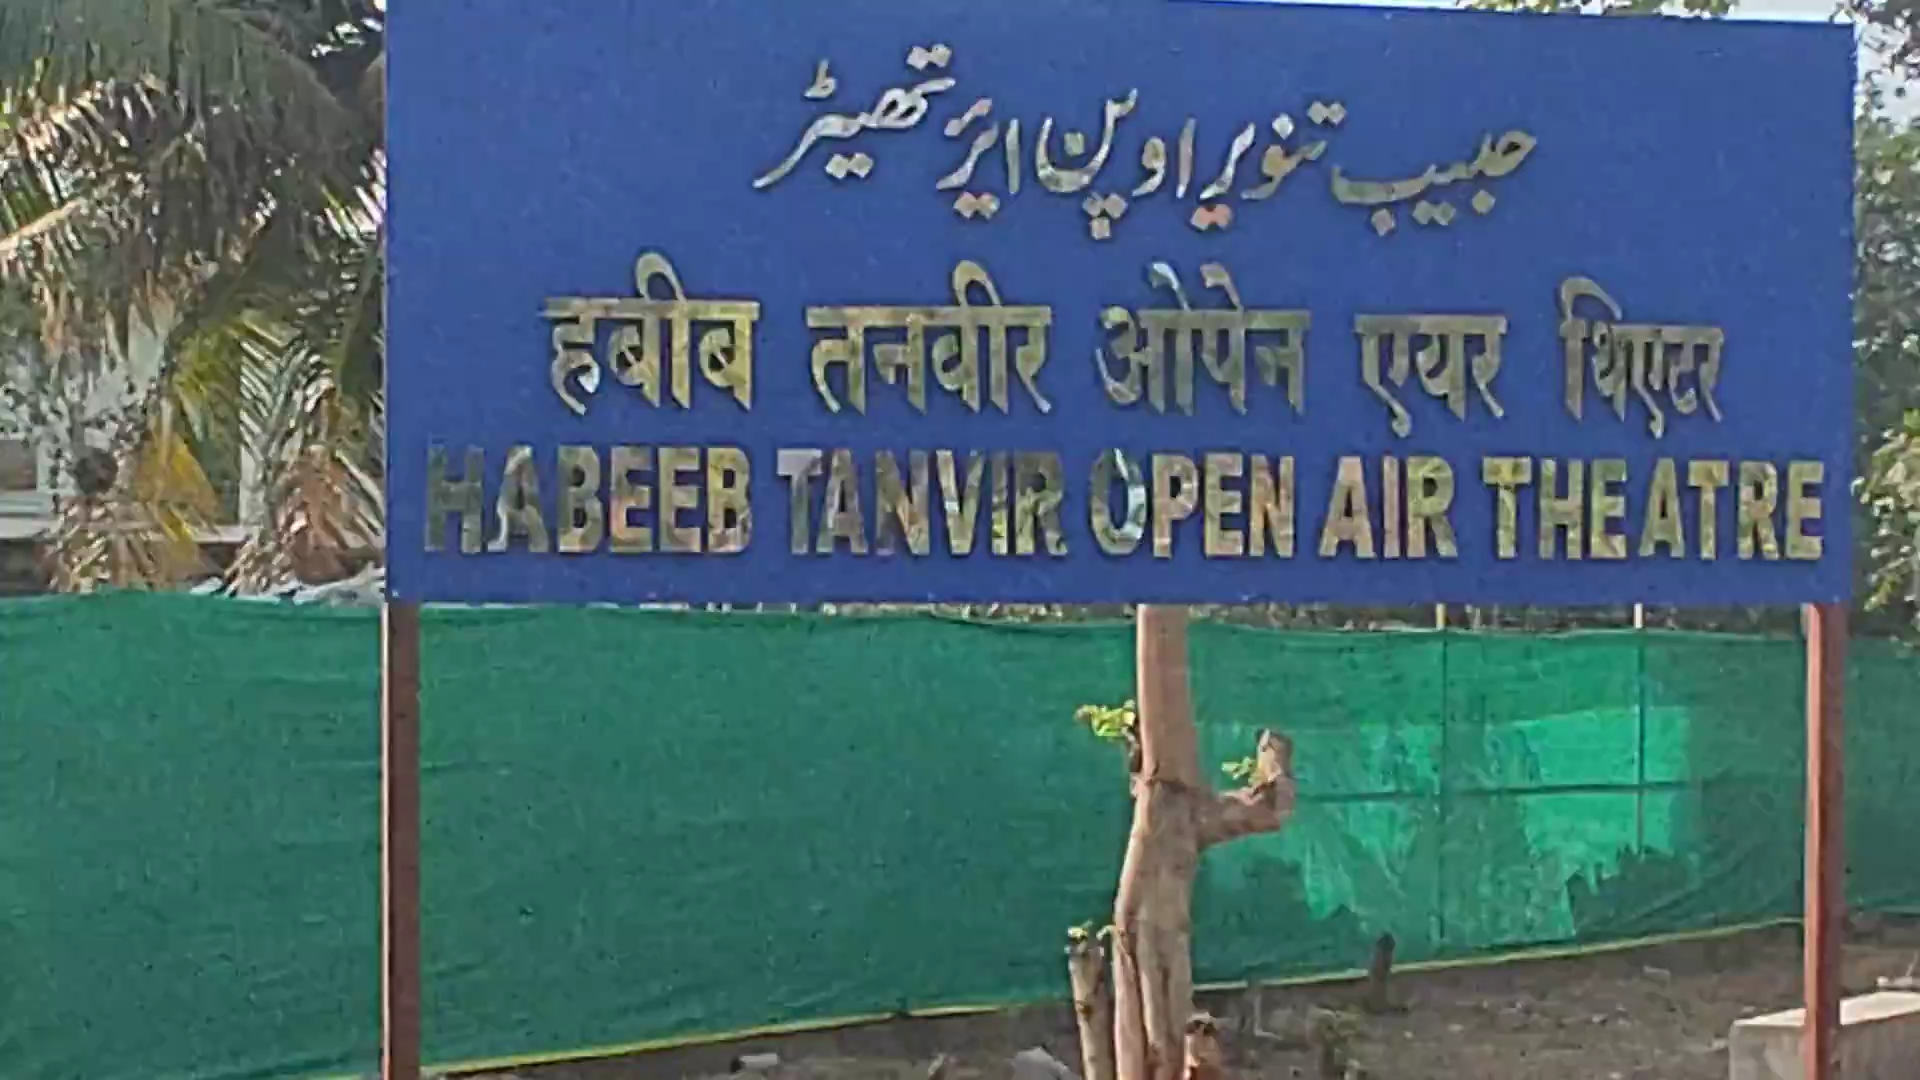 حبیب تنویر اوپن ایئر تھیٹر
हबीब तनवीर ओपेन एयर थिएटर
HABEEB TANVIR OPEN AIR THEATRE